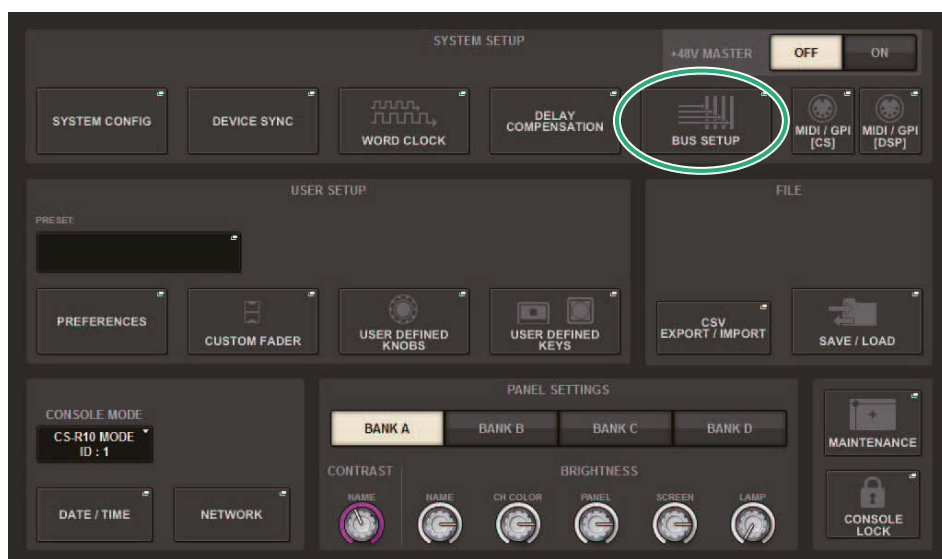 SYSTEM SETUP
+48V MASTER
OFF
ON
SYSTEM CONFIG
DEVICE SYNC
WORD CLOCK
DELAY
COMPENSATION
BUS SETUP
MIDI / GPI
[CS]
MIDI / GPI
[DSP]
USER SETUP
PRESET:
PREFERENCES
CUSTOM FADER
USER DEFINED
KNOBS
USER DEFINED
KEYS
FILE
CSV
EXPORT / IMPORT
SAVE / LOAD
CONSOLE MODE
CS-R10 MODE
ID : 1
DATE / TIME
NETWORK
PANEL SETTINGS
BANK A
BANK B
BANK C
BANK D
CONTRAST
BRIGHTNESS
NAME
NAME
CH COLOR
PANEL
SCREEN
LAMP
MAINTENANCE
CONSOLE
LOCK